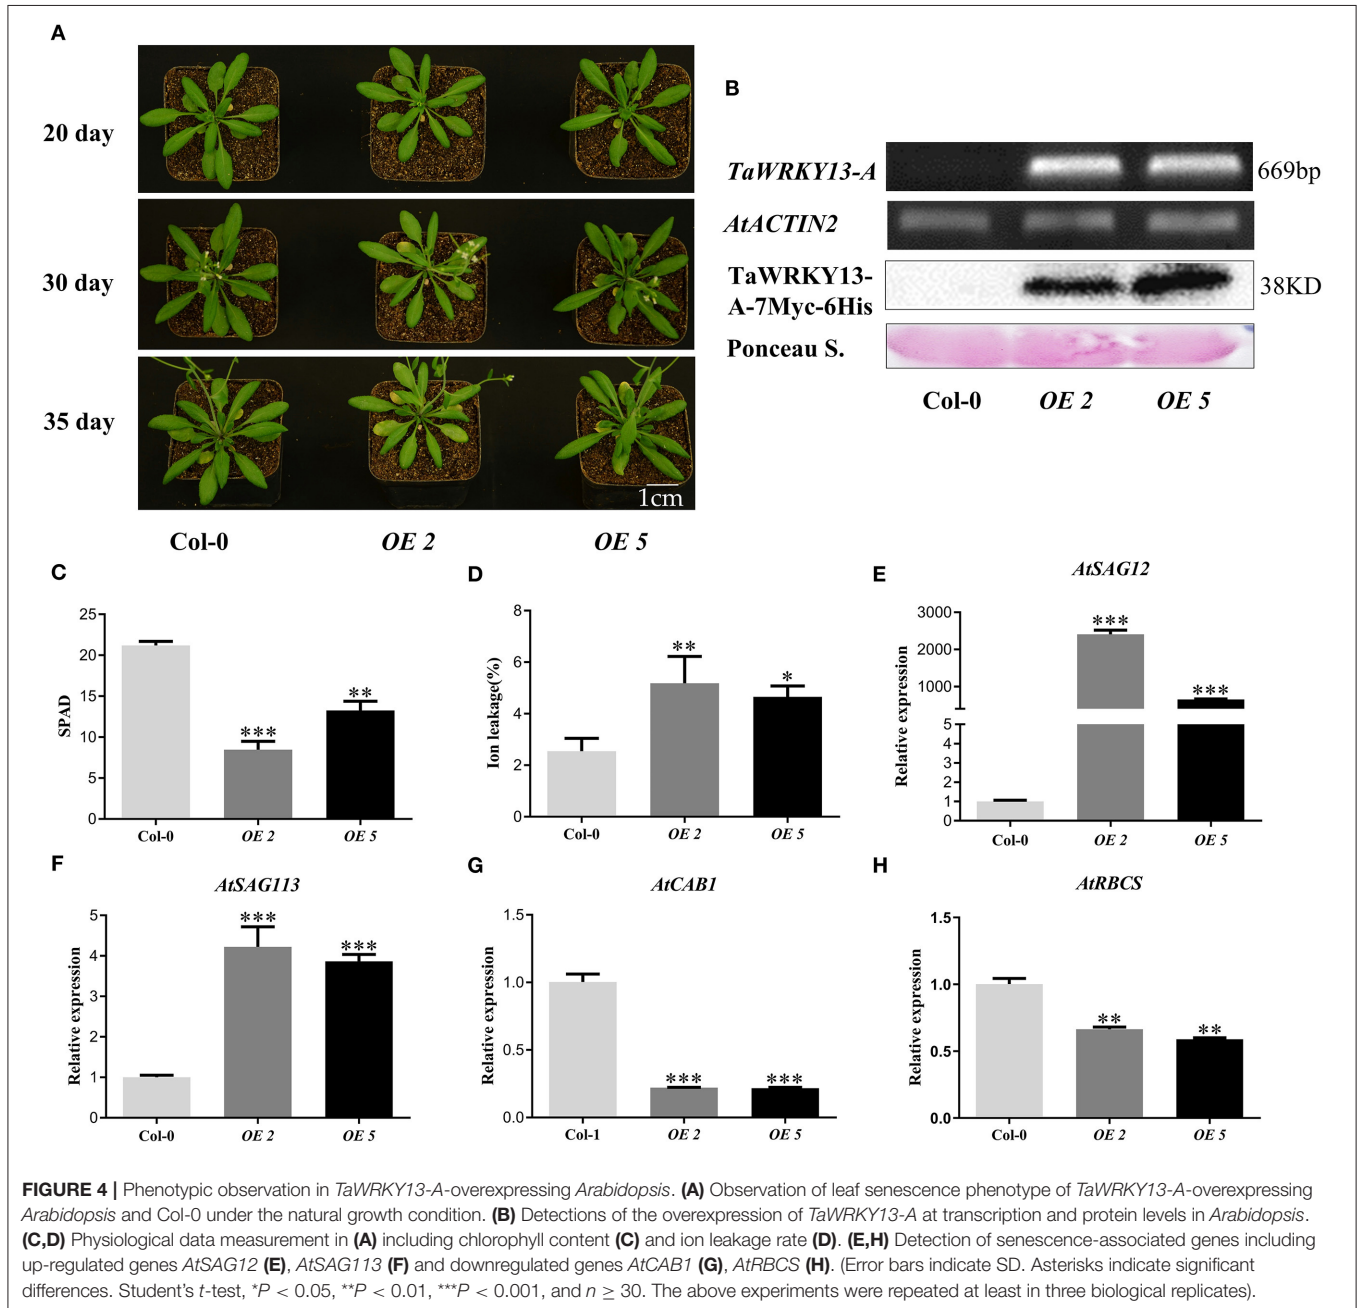 A
20 day
30 day
35 day
1cm
Col-0 OE 2 OE 5
B
TaWRKY13-A 669bp
AtACTIN2
TaWRKY13-
A-7Myc-6His 38KD
Ponceau S.
Col-0 OE 2 OE 5
C
SPAD
25
20
15
10
5
0
***
**
Col-0 OE 2 OE 5
D
Ion leakage(%)
8
6
4
2
0
**
*
Col-0 OE 2 OE 5
E
AtSAG12
Relative expression
3000
2000
1000
5
4
3
2
1
0
***
***
Col-0 OE 2 OE 5
F
AtSAG113
Relative expression
5
4
3
2
1
0
***
***
Col-0 OE 2 OE 5
G
AtCAB1
Relative expression
1.5
1.0
0.5
0.0
***
***
Col-1 OE 2 OE 5
H
AtRBCS
Relative expression
1.5
1.0
0.5
0.0
**
**
Col-0 OE 2 OE 5
FIGURE 4 | Phenotypic observation in TaWRKY13-A-overexpressing Arabidopsis. (A) Observation of leaf senescence phenotype of TaWRKY13-A-overexpressing
Arabidopsis and Col-0 under the natural growth condition. (B) Detections of the overexpression of TaWRKY13-A at transcription and protein levels in Arabidopsis.
(C,D) Physiological data measurement in (A) including chlorophyll content (C) and ion leakage rate (D). (E,H) Detection of senescence-associated genes including
up-regulated genes AtSAG12 (E), AtSAG113 (F) and downregulated genes AtCAB1 (G), AtRBCS (H). (Error bars indicate SD. Asterisks indicate significant
differences. Student's t-test, *P < 0.05, **P < 0.01, ***P < 0.001, and n ≥ 30. The above experiments were repeated at least in three biological replicates).